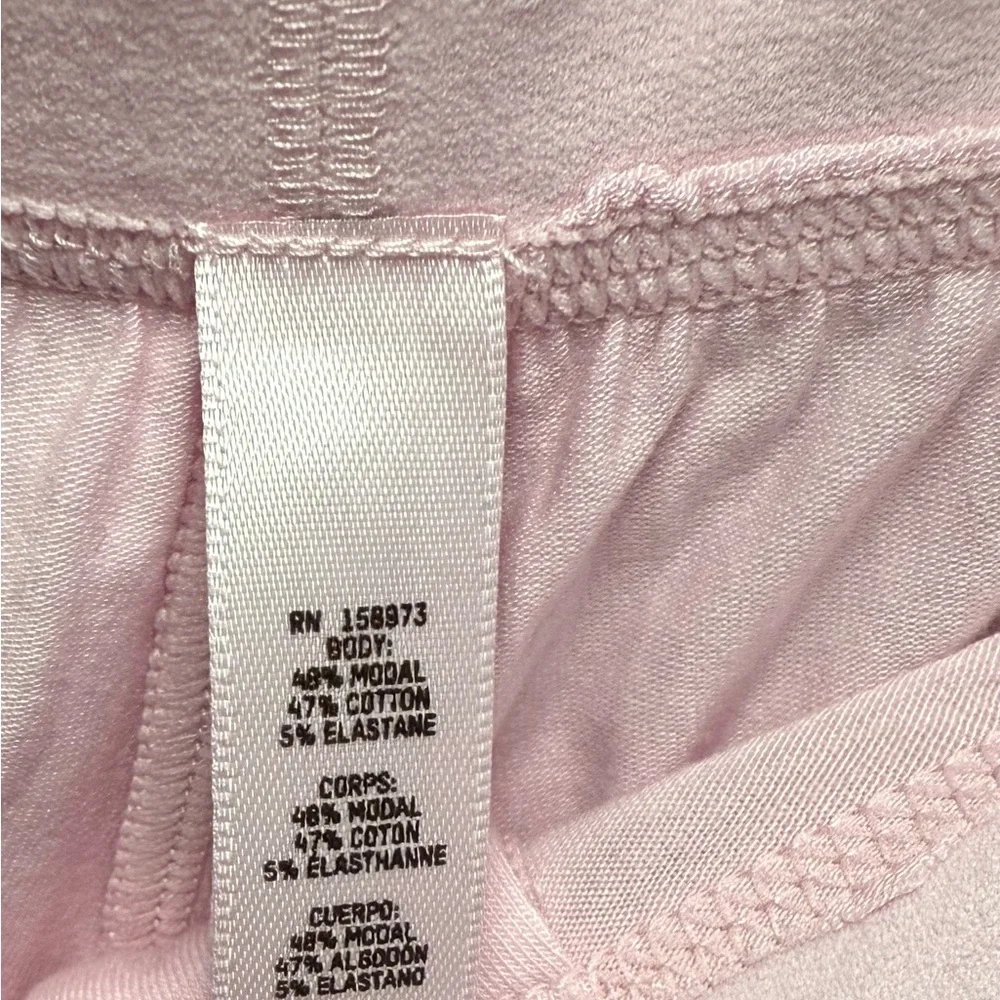 RN 158973
BODY:
48% MODAL
47% COTTON
5% ELASTANE
CORPS:
48% MODAL
47% COTON
5% ÉLASTHANNE
CUERPO:
48% MODAL
47% ALGODÓN
5% ELASTANO